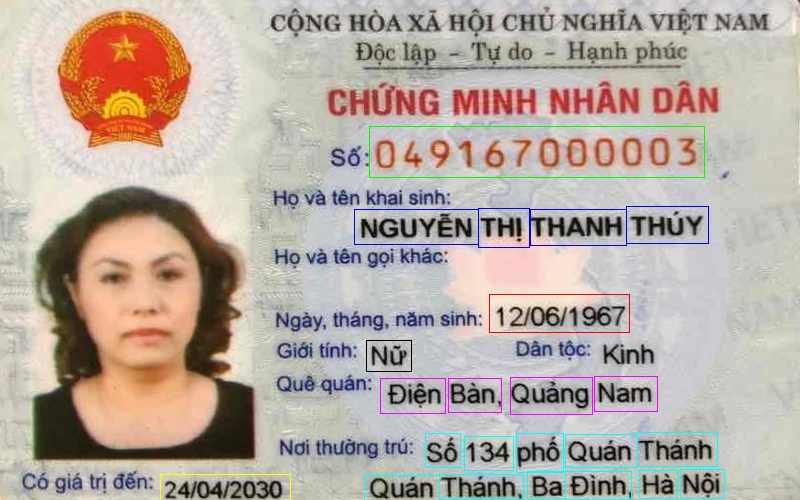 CỘNG HÒA XÃ HỘI CHỦ NGHĨA VIỆT NAM
Độc lập - Tự do - Hạnh phúc
CHỨNG MINH NHÂN DÂN
Số: 049167000003
Họ và tên khai sinh:
NGUYỄN THỊ THANH THÚY
Họ và tên gọi khác:
Ngày, tháng, năm sinh: 12/06/1967
Giới tính: Nữ Dân tộc: Kinh
Quê quán: Điện Bàn, Quảng Nam
Nơi thường trú: Số 134 phố Quán Thánh
Có giá trị đến: 24/04/2030 Quán Thánh, Ba Đình, Hà Nội
VIỆT NAM